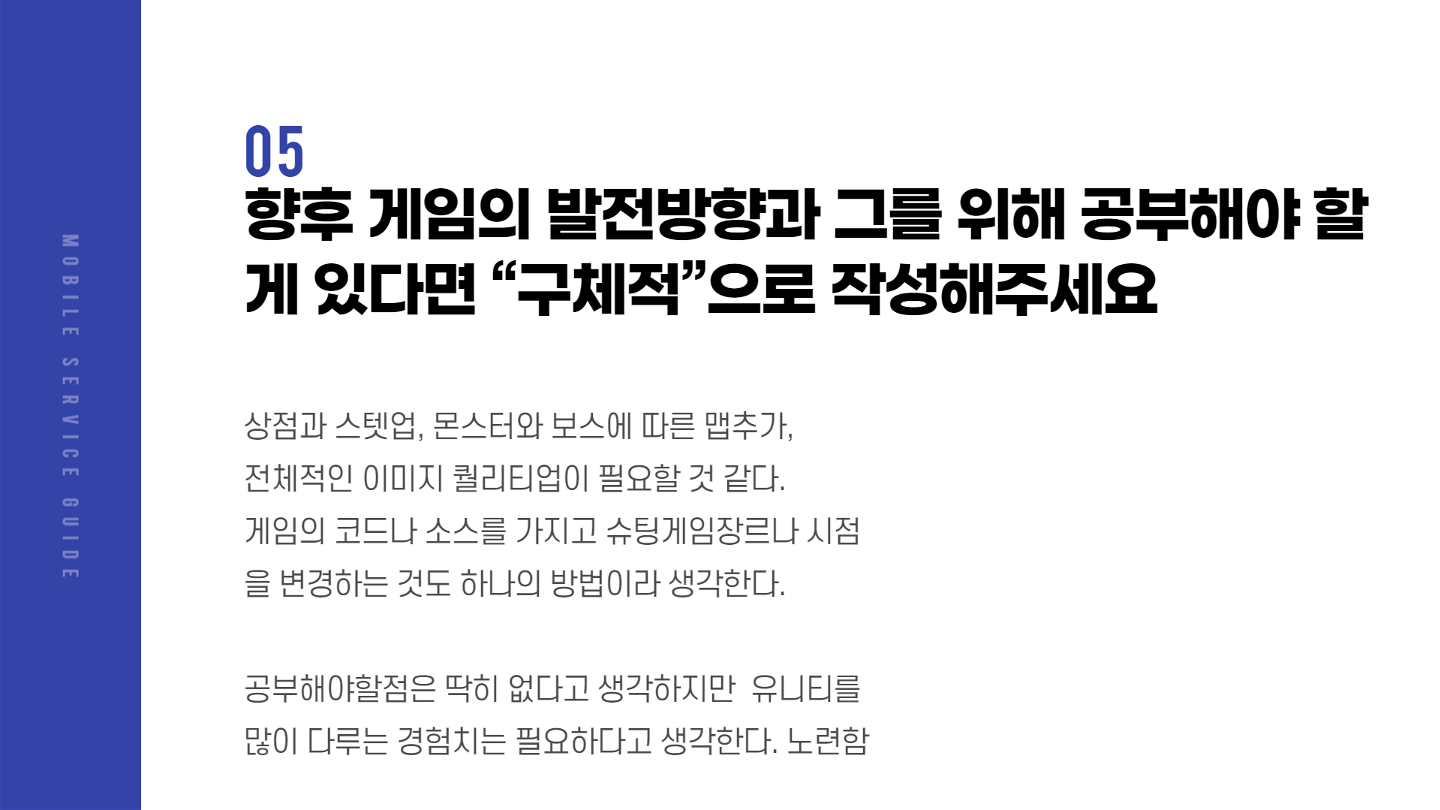 MOBILE SERVICE GUIDE
05
향후 게임의 발전방향과 그를 위해 공부해야 할
게 있다면 “구체적”으로 작성해주세요
상점과 스텟업, 몬스터와 보스에 따른 맵추가,
전체적인 이미지 퀄리티업이 필요할 것 같다.
게임의 코드나 소스를 가지고 슈팅게임장르나 시점
을 변경하는 것도 하나의 방법이라 생각한다.
공부해야할점은 딱히 없다고 생각하지만  유니티를
많이 다루는 경험치는 필요하다고 생각한다. 노련함